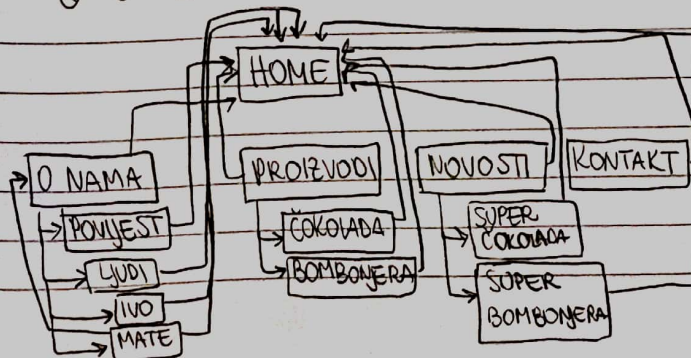 HOME
O NAMA
PROIZVODI
NOVOSTI
KONTAKT
POVIJEST
LJUDI
IVO
MATE
ČOKOLADA
BOMBONJERA
SUPER
ČOKOLADA
SUPER
BOMBONJERA